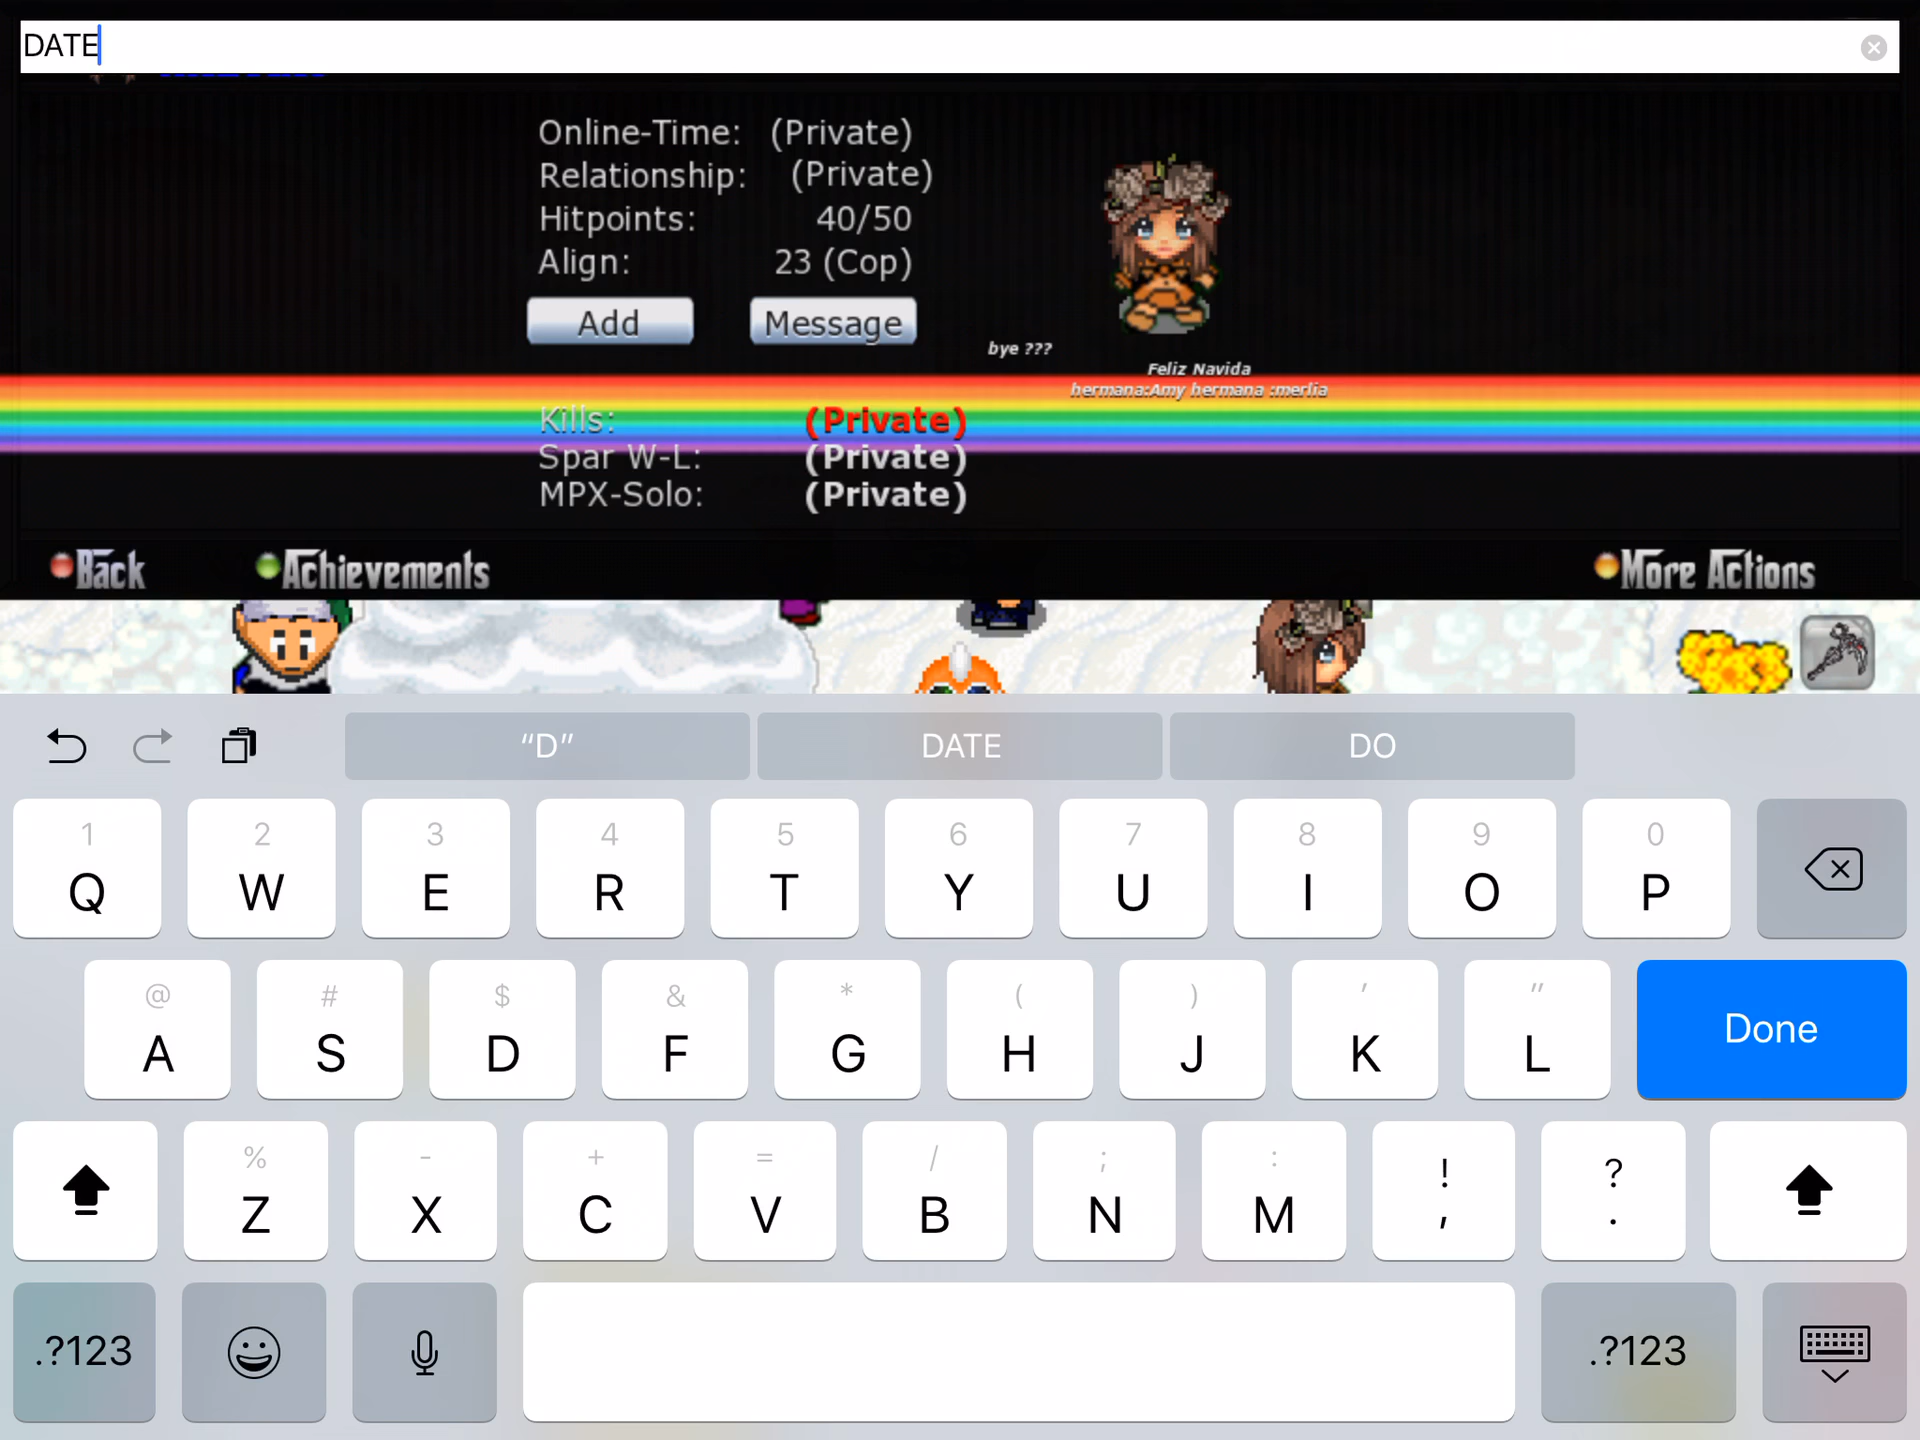 DATE
Online-Time: (Private)
Relationship: (Private)
Hitpoints: 40/50
Align: 23 (Cop)
Add Message
bye ???
Feliz Navida
hermana:Amy hermana :merlia
Kills: (Private)
Spar W-L: (Private)
MPX-Solo: (Private)
Back Achievements More Actions
“D” DATE DO
1 2 3 4 5 6 7 8 9 0
Q W E R T Y U I O P
@ # $ & * ( ) ' "
A S D F G H J K L Done
% - + = / ; : ! ?
Z X C V B N M , .
.?123 .?123